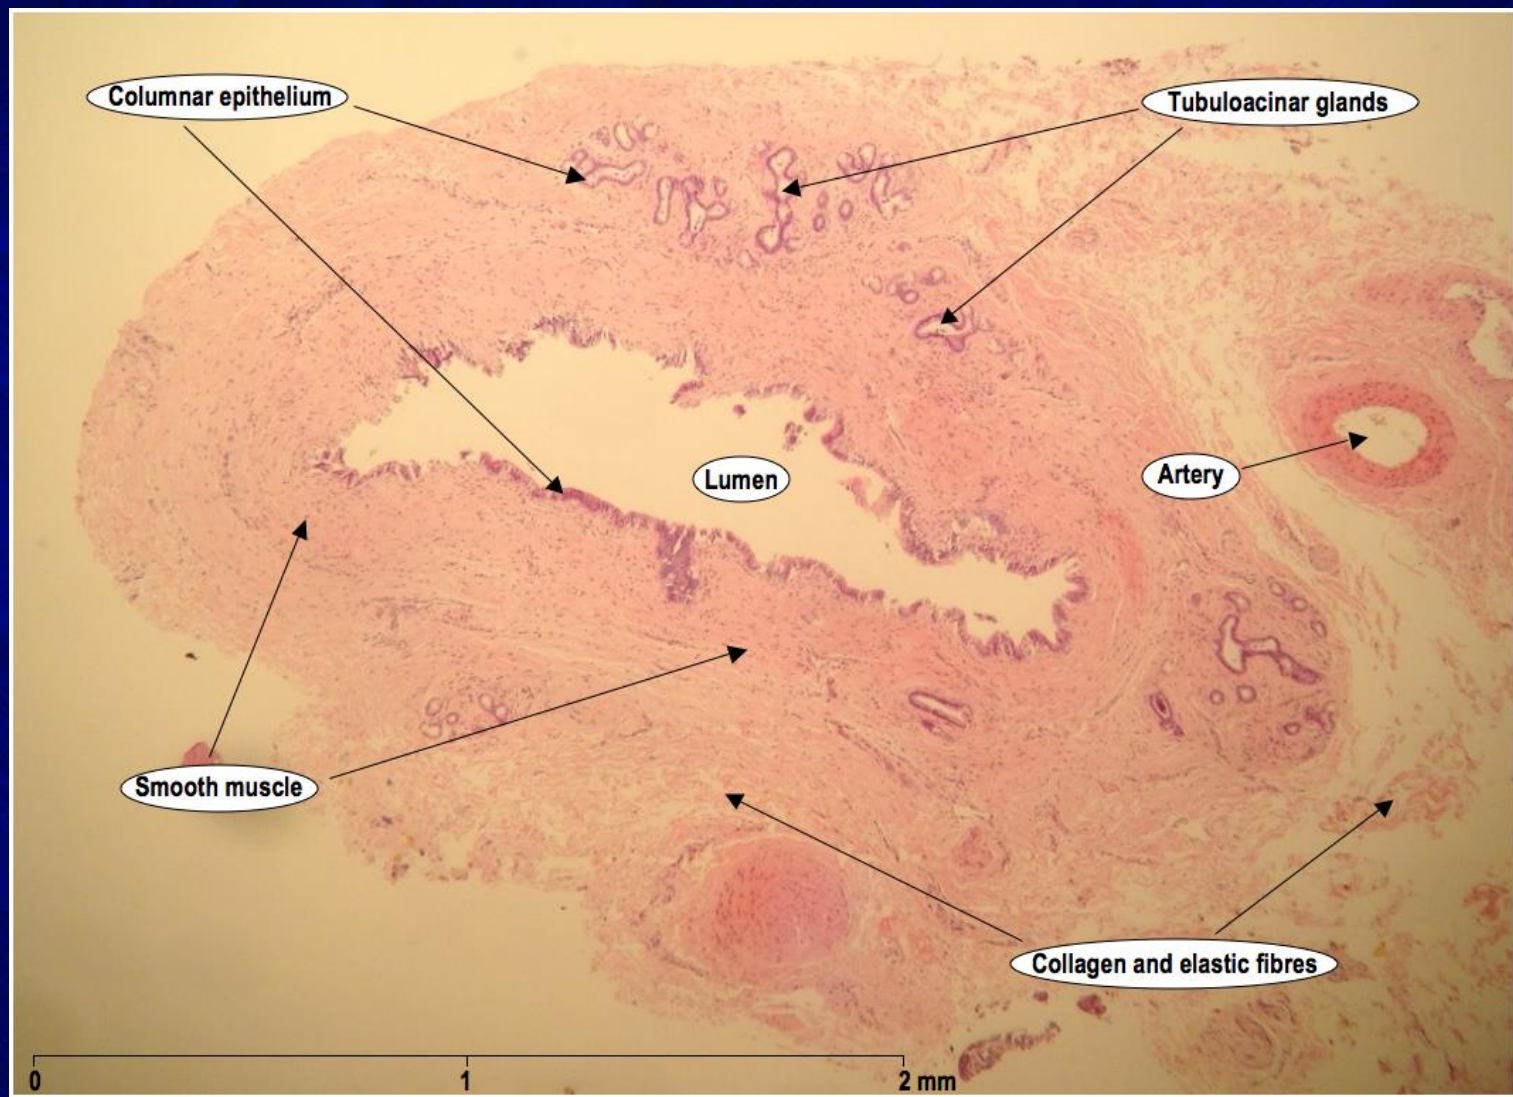 Columnar epithelium
Tubuloacinar glands
Lumen
Artery
Smooth muscle
Collagen and elastic fibres
0 1 2 mm